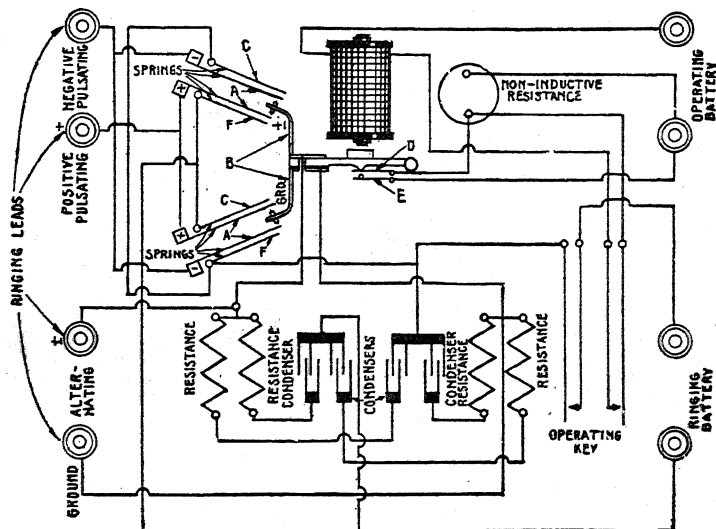 RINGING LEADS
NEGATIVE
PULSATING
+
POSITIVE
PULSATING
±
ALTER-
NATING
GROUND
-
+
SPRINGS
C
A
F
+-
B
GRD.
C
A
F
+
-
SPRINGS
NON-INDUCTIVE
RESISTANCE
D
E
OPERATING
BATTERY
RESISTANCE
RESISTANCE
CONDENSER
CONDENSERS
CONDENSER
RESISTANCE
RESISTANCE
OPERATING
KEY
RINGING
BATTERY